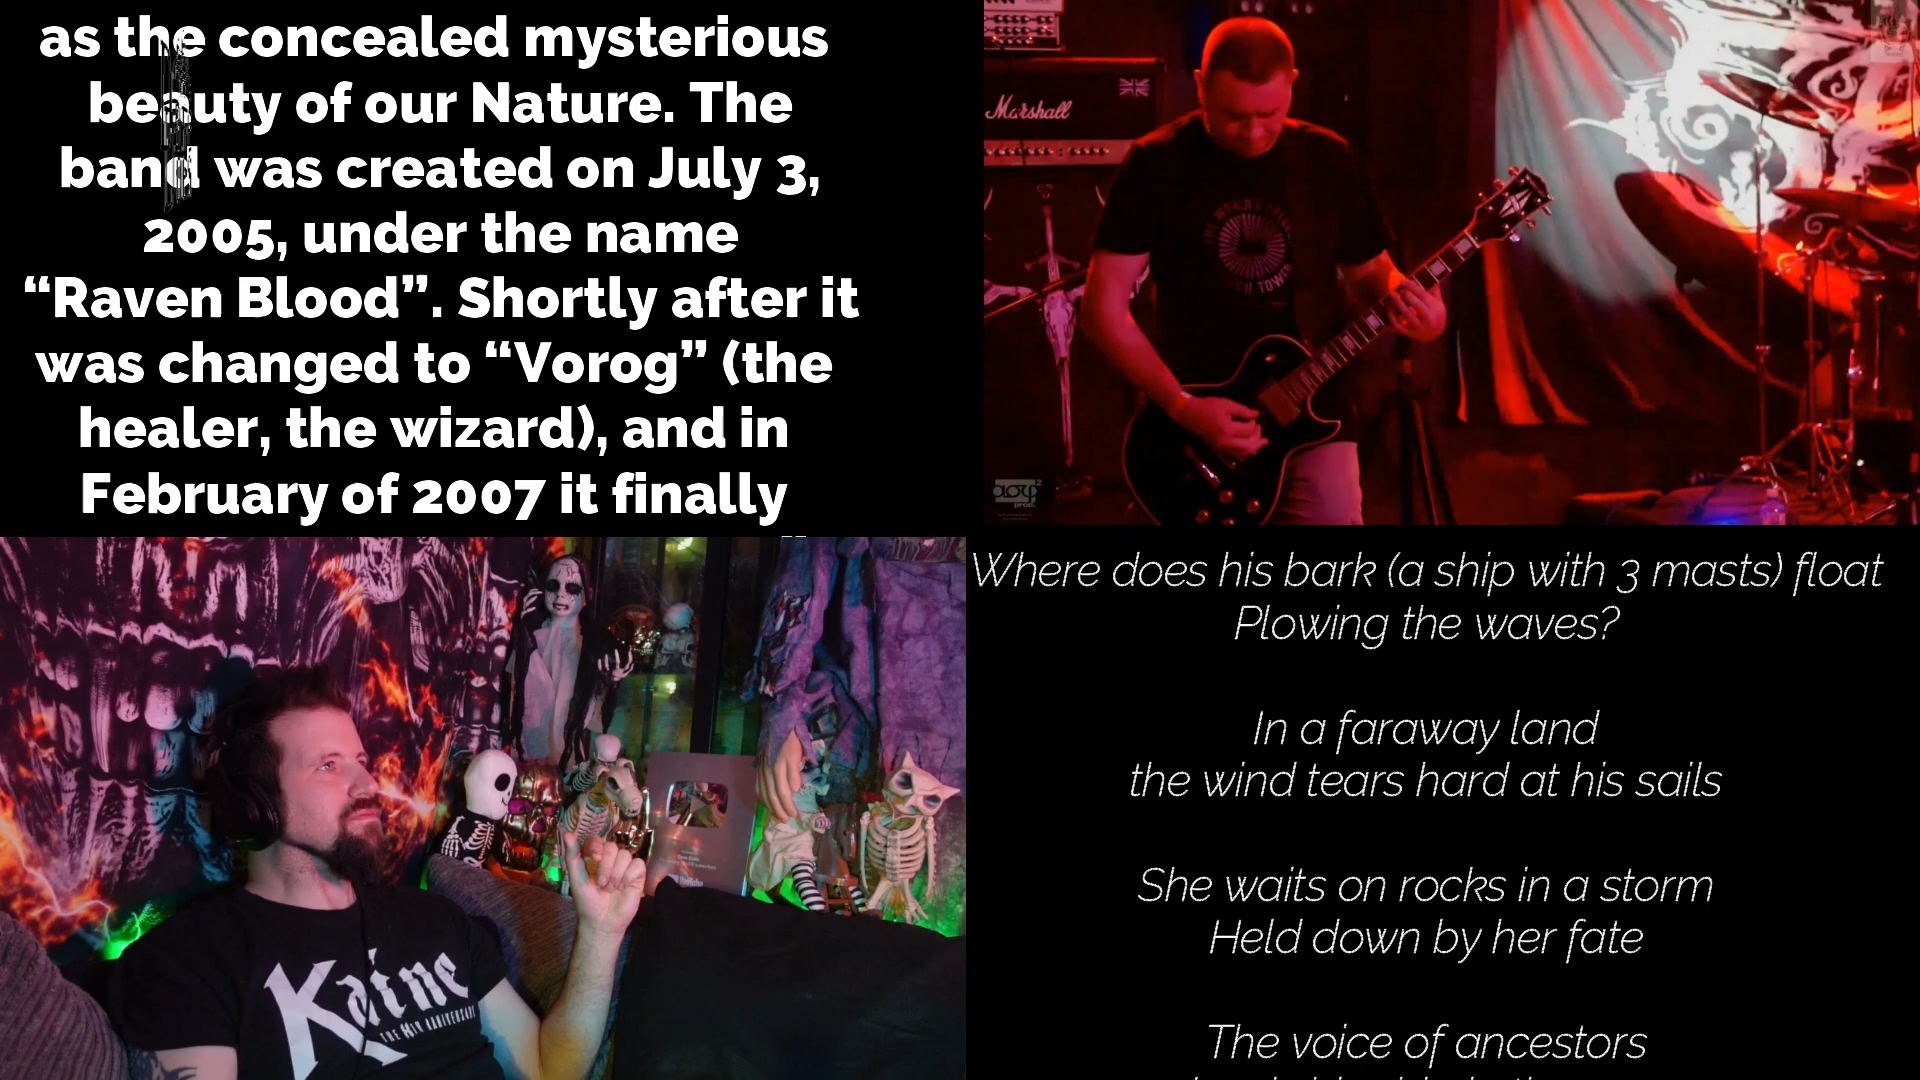 as the concealed mysterious
beauty of our Nature. The
band was created on July 3,
2005, under the name
“Raven Blood”. Shortly after it
was changed to “Vorog” (the
healer, the wizard), and in
February of 2007 it finally
Marshall
aorp²
prod.
Where does his bark (a ship with 3 masts) float
Plowing the waves?
In a faraway land
the wind tears hard at his sails
She waits on rocks in a storm
Held down by her fate
The voice of ancestors
Kaine
YouTube